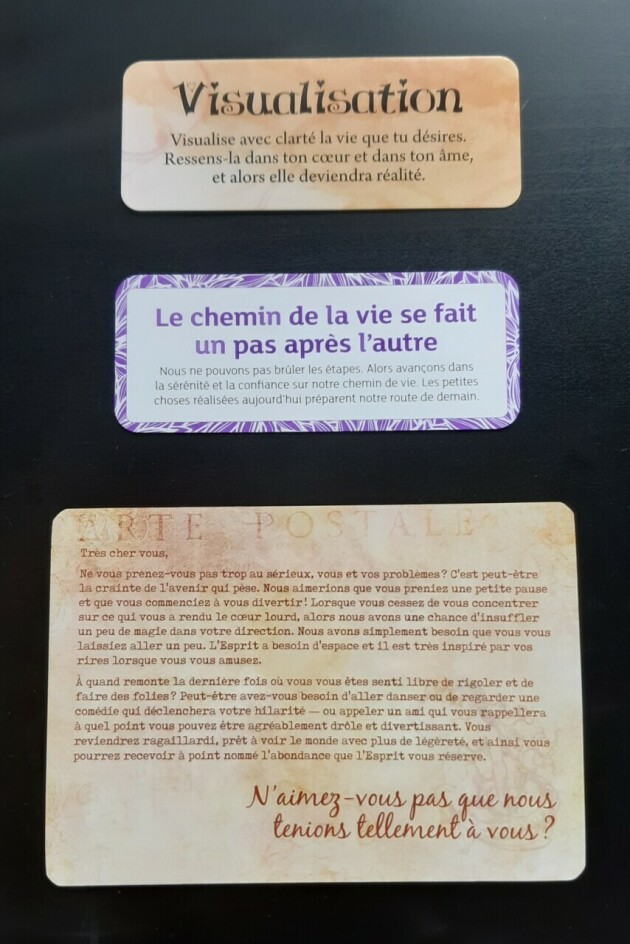 Visualisation
Visualise avec clarté la vie que tu désires.
Ressens-la dans ton cœur et dans ton âme,
et alors elle deviendra réalité.
Le chemin de la vie se fait
un pas après l'autre
Nous ne pouvons pas brûler les étapes. Alors avançons dans
la sérénité et la confiance sur notre chemin de vie. Les petites
choses réalisées aujourd'hui préparent notre route de demain.
ARTE POSTALE
Très cher vous,
Ne vous prenez-vous pas trop au sérieux, vous et vos problèmes ? C'est peut-être
la crainte de l'avenir qui pèse. Nous aimerions que vous preniez une petite pause
et que vous commenciez à vous divertir ! Lorsque vous cessez de vous concentrer
sur ce qui vous a rendu le cœur lourd, alors nous avons une chance d'insuffler
un peu de magie dans votre direction. Nous avons simplement besoin que vous vous
laissiez aller un peu. L'Esprit a besoin d'espace et il est très inspiré par vos
rires lorsque vous vous amusez.
À quand remonte la dernière fois où vous vous êtes senti libre de rigoler et de
faire des folies ? Peut-être avez-vous besoin d'aller danser ou de regarder une
comédie qui déclenchera votre hilarité — ou appeler un ami qui vous rappellera
à quel point vous pouvez être agréablement drôle et divertissant. Vous
reviendrez ragaillardi, prêt à voir le monde avec plus de légèreté, et ainsi vous
pourrez recevoir à point nommé l'abondance que l'Esprit vous réserve.
N'aimez-vous pas que nous
tenions tellement à vous ?